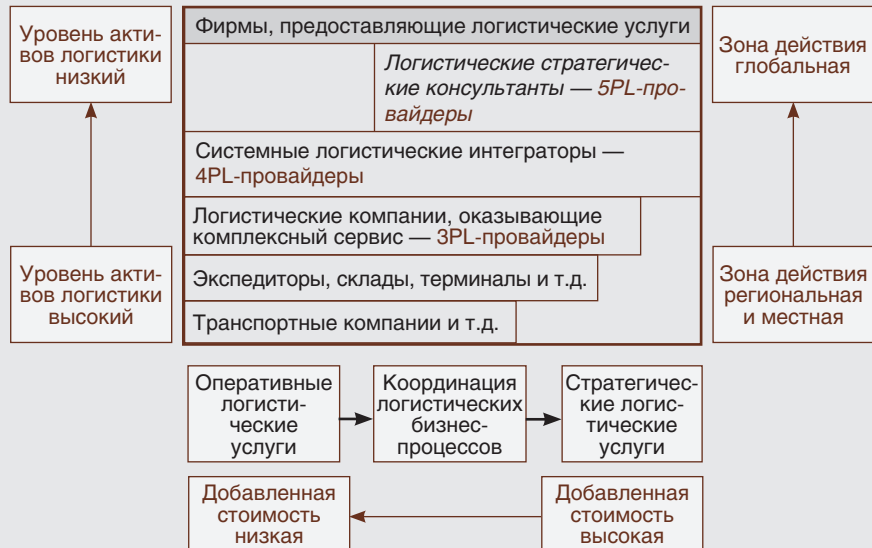 Уровень акти-
вов логистики
низкий
Фирмы, предоставляющие логистические услуги
Логистические стратегичес-
кие консультанты — 5PL-про-
вайдеры
Зона действия
глобальная
Системные логистические интеграторы —
4PL-провайдеры
Логистические компании, оказывающие
комплексный сервис — 3PL-провайдеры
Уровень акти-
вов логистики
высокий
Экспедиторы, склады, терминалы и т.д.
Транспортные компании и т.д.
Зона действия
региональная
и местная
Оперативные
логисти-
ческие
услуги
Координация
логистических
бизнес-
процессов
Стратегичес-
кие логис-
тические
услуги
Добавленная
стоимость
низкая
Добавленная
стоимость
высокая